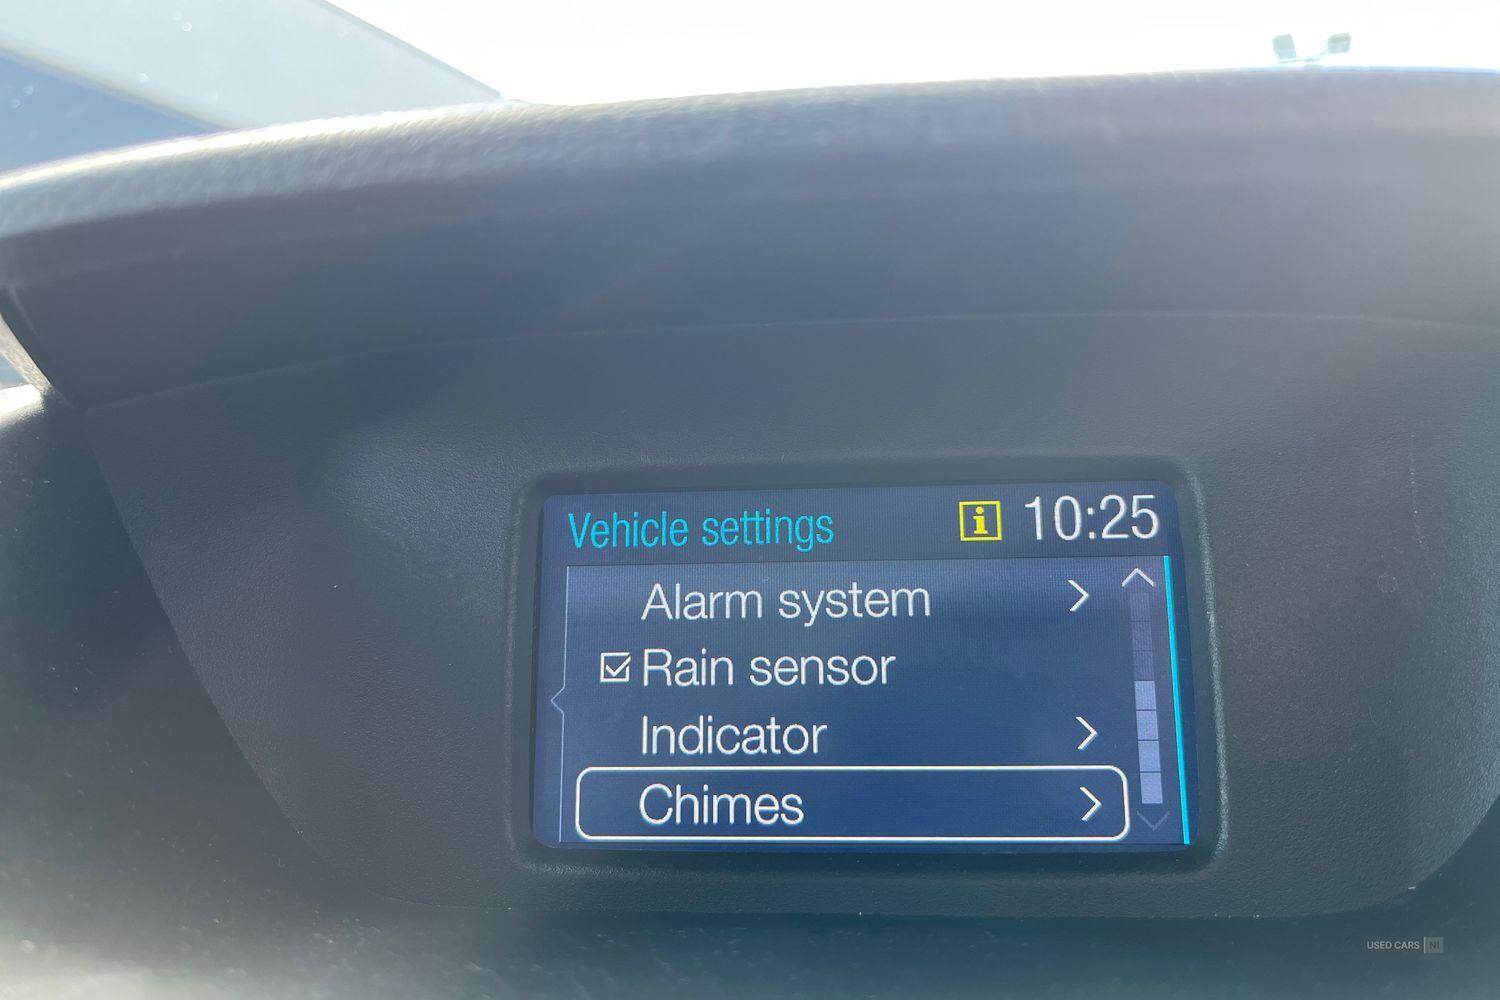 Vehicle settings i 10:25
Alarm system
Rain sensor
Indicator
Chimes
USED CARS NI